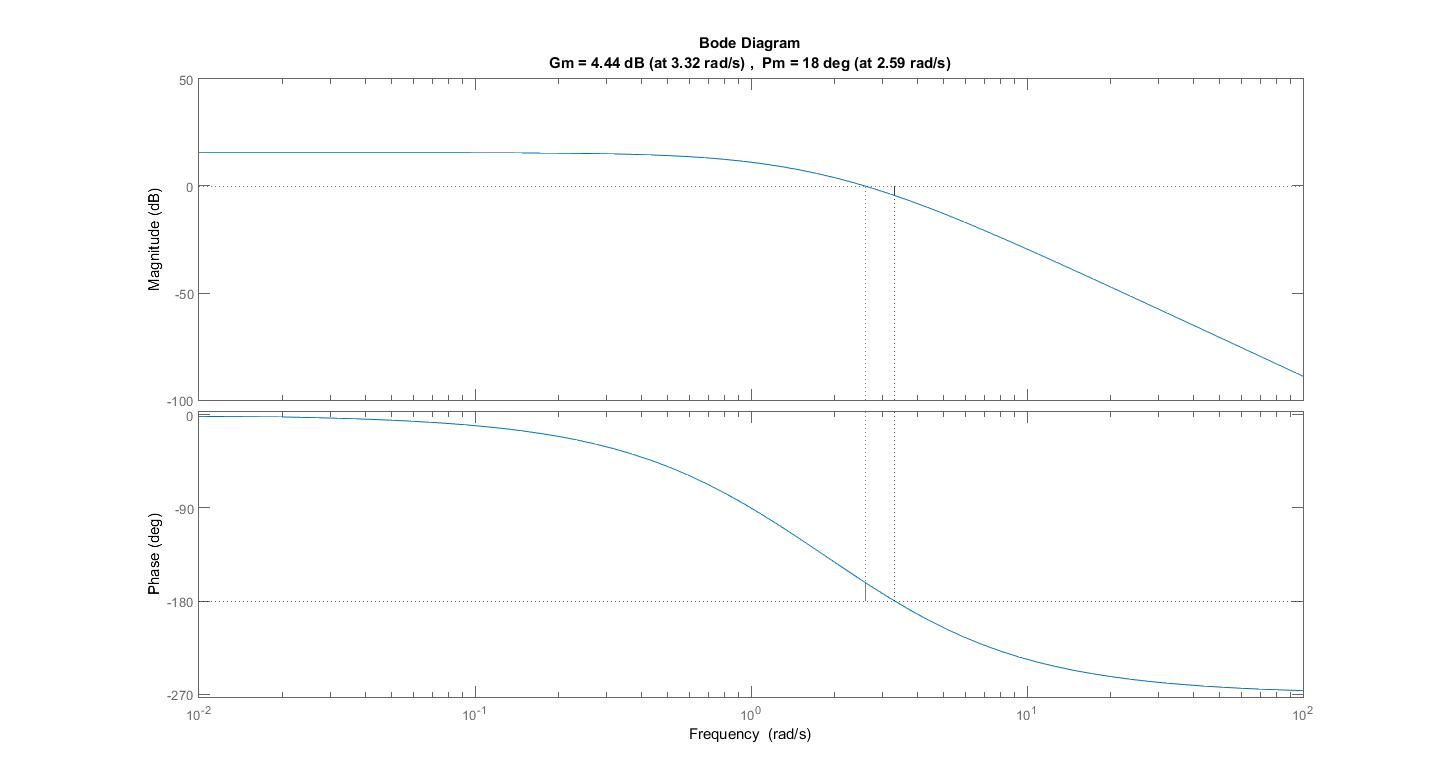 Bode Diagram
Gm = 4.44 dB (at 3.32 rad/s) , Pm = 18 deg (at 2.59 rad/s)
50
0
-50
-100
Magnitude (dB)
0
-90
-180
-270
Phase (deg)
10^-2 10^-1 10^0 10^1 10^2
Frequency (rad/s)